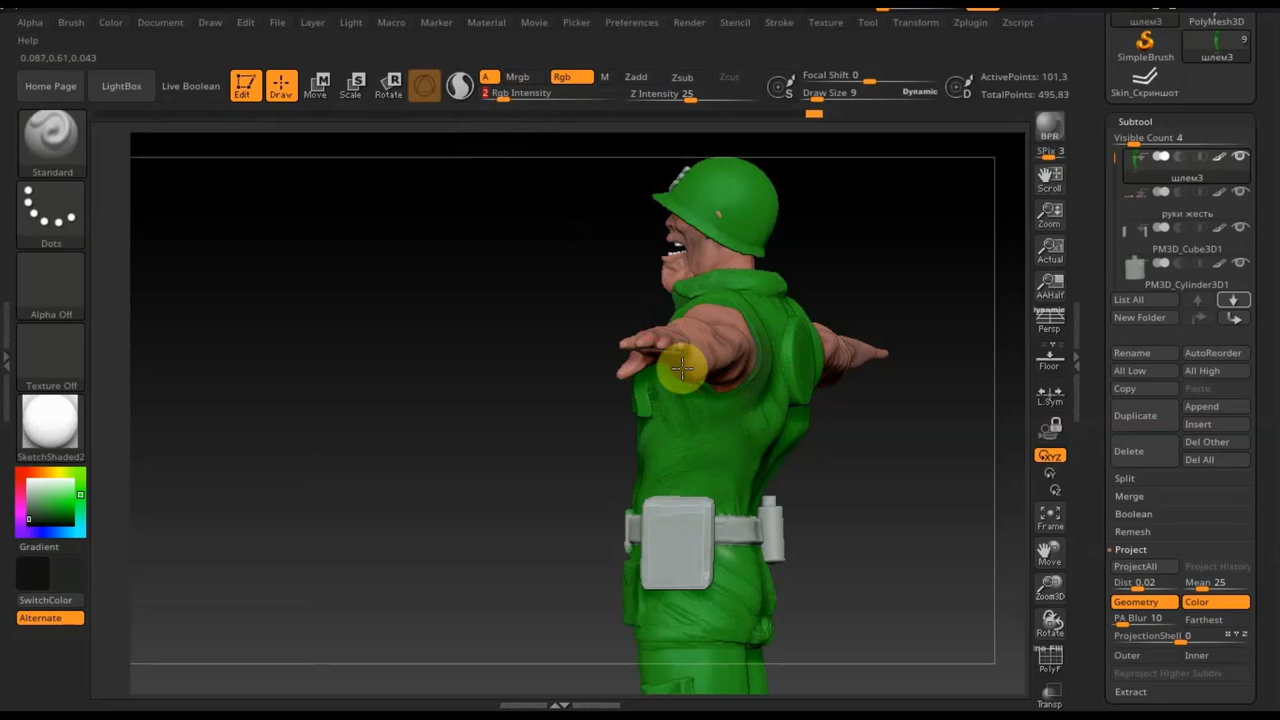 Alpha Brush Color Document Draw Edit File Layer Light Macro Marker Material Movie Picker Preferences Render Stencil Stroke Texture Tool Transform Zplugin Zscript
Help
0.087,0.61,0.043
Home Page
LightBox
Live Boolean
Edit
Draw
Move
Scale
Rotate
A
Mrgb
Rgb
M
Zadd
Zsub
Zcut
2 Rgb Intensity
Z Intensity 25
S
Focal Shift 0
Draw Size 9
Dynamic
D
ActivePoints: 101,3
TotalPoints: 495,83
Standard
Dots
Alpha Off
Texture Off
SketchShaded2
Gradient
SwitchColor
Alternate
BPR
SPix 3
Scroll
Zoom
Actual
AAHalf
Dynamic
Persp
Floor
L.Sym
XYZ
Y
Z
Frame
Move
Zoom3D
Rotate
PolyF
Transp
шлем3
PolyMesh3D
9
SimpleBrush
шлем3
Skin_Скриншот
Subtool
Visible Count 4
шлем3
руки жесть
PM3D_Cube3D1
PM3D_Cylinder3D1
List All
New Folder
Rename
AutoReorder
All Low
All High
Copy
Paste
Duplicate
Append
Insert
Delete
Del Other
Del All
Split
Merge
Boolean
Remesh
Project
ProjectAll
Project History
Dist 0.02
Mean 25
Geometry
Color
PA Blur 10
Farthest
ProjectionShell 0
X Y Z
Outer
Inner
Reproject Higher Subdiv
Extract